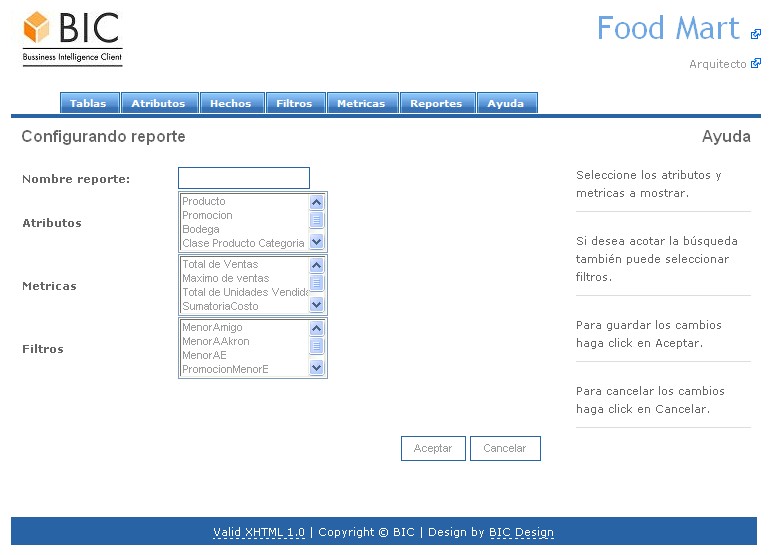 BIC
Bussiness Intelligence Client
Food Mart
Arquitecto
Tablas Atributos Hechos Filtros Metricas Reportes Ayuda
Configurando reporte
Nombre reporte:
Atributos
Producto
Promocion
Bodega
Clase Producto Categoria
Metricas
Total de Ventas
Maximo de ventas
Total de Unidades Vendida
SumatoriaCosto
Filtros
MenorAmigo
MenorAAkron
MenorAE
PromocionMenorE
Aceptar Cancelar
Ayuda
Seleccione los atributos y
metricas a mostrar.
Si desea acotar la búsqueda
también puede seleccionar
filtros.
Para guardar los cambios
haga click en Aceptar.
Para cancelar los cambios
haga click en Cancelar.
Valid XHTML 1.0 | Copyright © BIC | Design by BIC Design